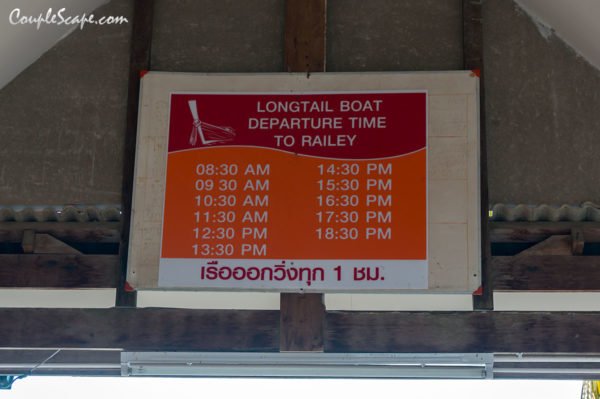 CoupleScape.com
LONGTAIL BOAT
DEPARTURE TIME
TO RAILEY
08:30 AM 14:30 PM
09 30 AM 15:30 PM
10:30 AM 16:30 PM
11:30 AM 17:30 PM
12:30 PM 18:30 PM
13:30 PM
เรือออกวิ่งทุก 1 ชม.